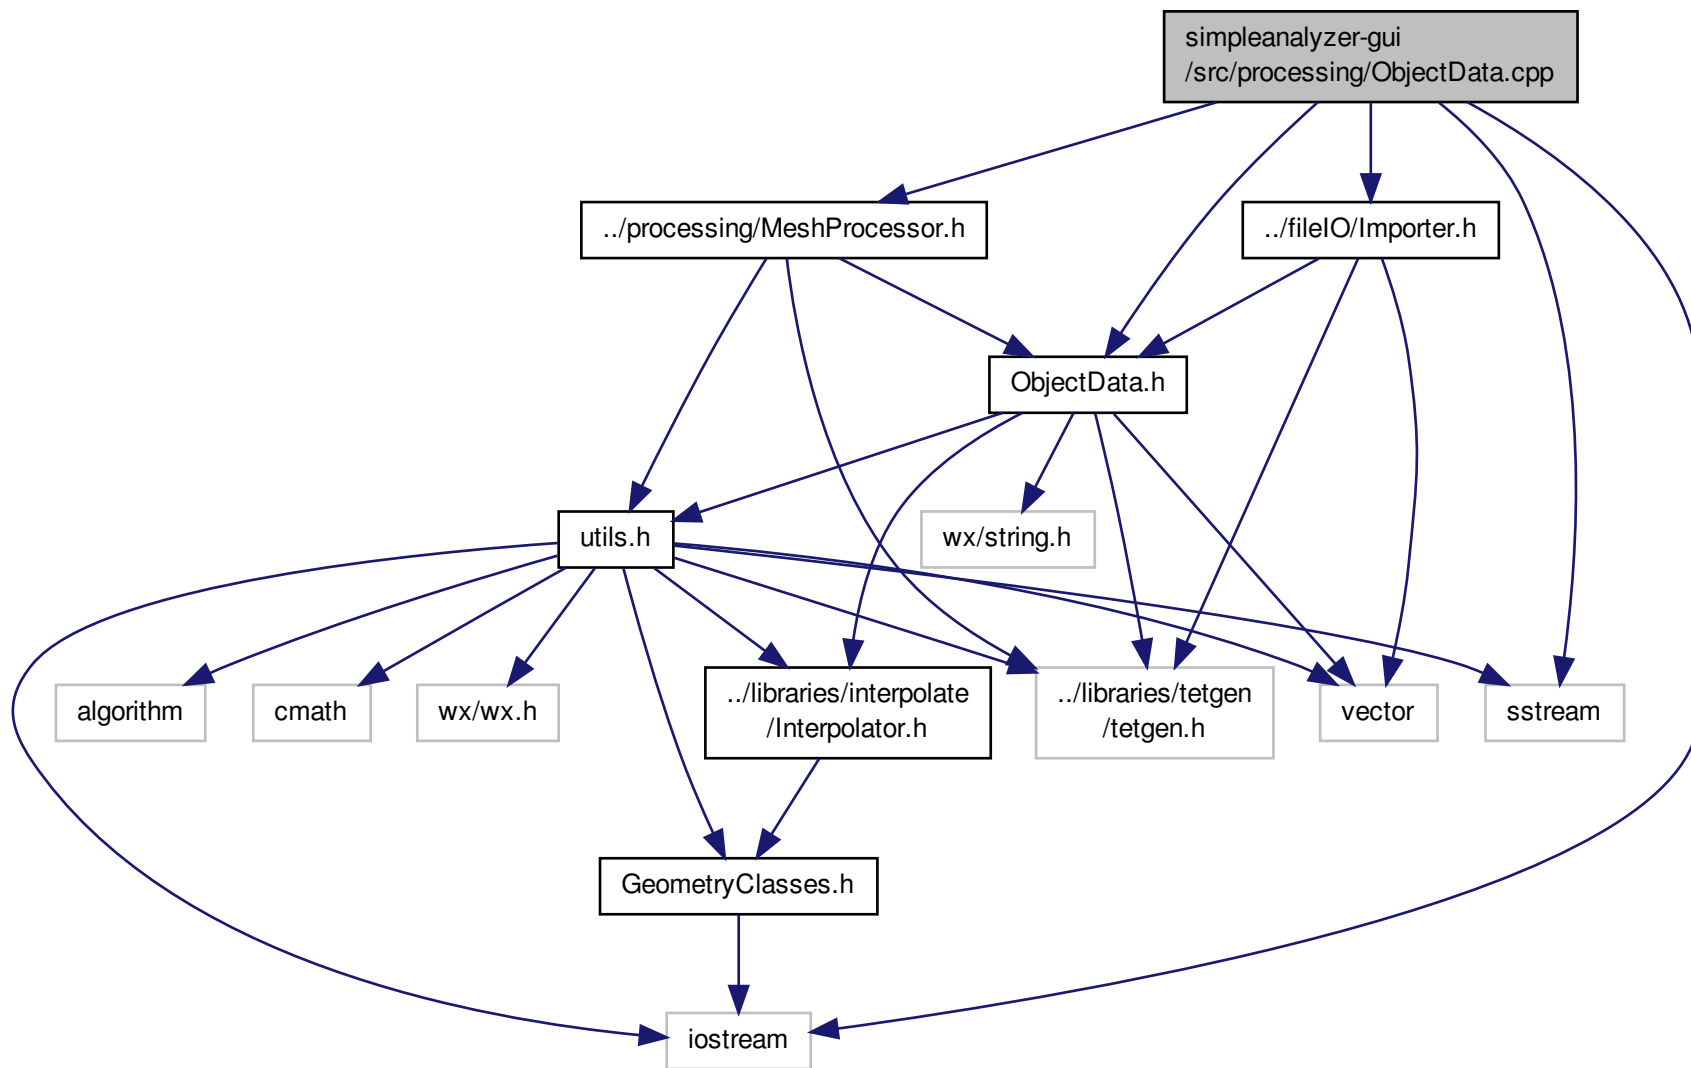 simpleanalyzer-gui
/src/processing/ObjectData.cpp
../processing/MeshProcessor.h
../fileIO/Importer.h
ObjectData.h
utils.h
wx/string.h
algorithm
cmath
wx/wx.h
../libraries/interpolate
/Interpolator.h
../libraries/tetgen
/tetgen.h
vector
sstream
GeometryClasses.h
iostream